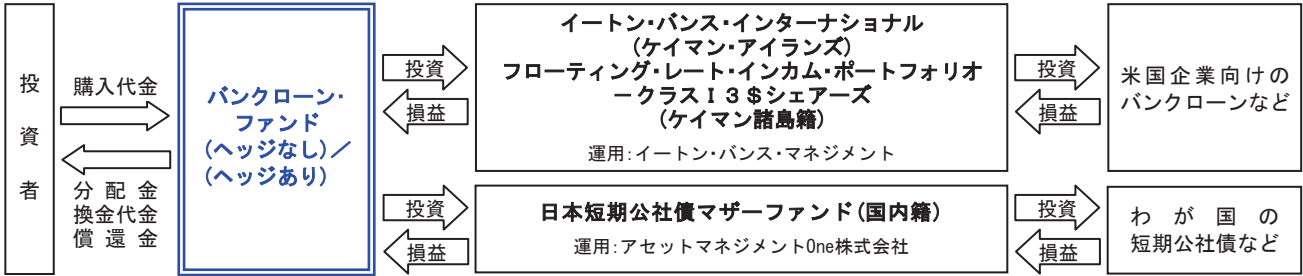 投資者
購入代金
分配金
換金代金
償還金
バンクローン・
ファンド
(ヘッジなし)／
(ヘッジあり)
投資
損益
イートン・バンス・インターナショナル
(ケイマン・アイランズ)
フローティング・レート・インカム・ポートフォリオ
－クラスＩ３＄シェアーズ
(ケイマン諸島籍)
運用：イートン・バンス・マネジメント
投資
損益
米国企業向けの
バンクローンなど
投資
損益
日本短期公社債マザーファンド(国内籍)
運用：アセットマネジメントOne株式会社
投資
損益
わが国の
短期公社債など